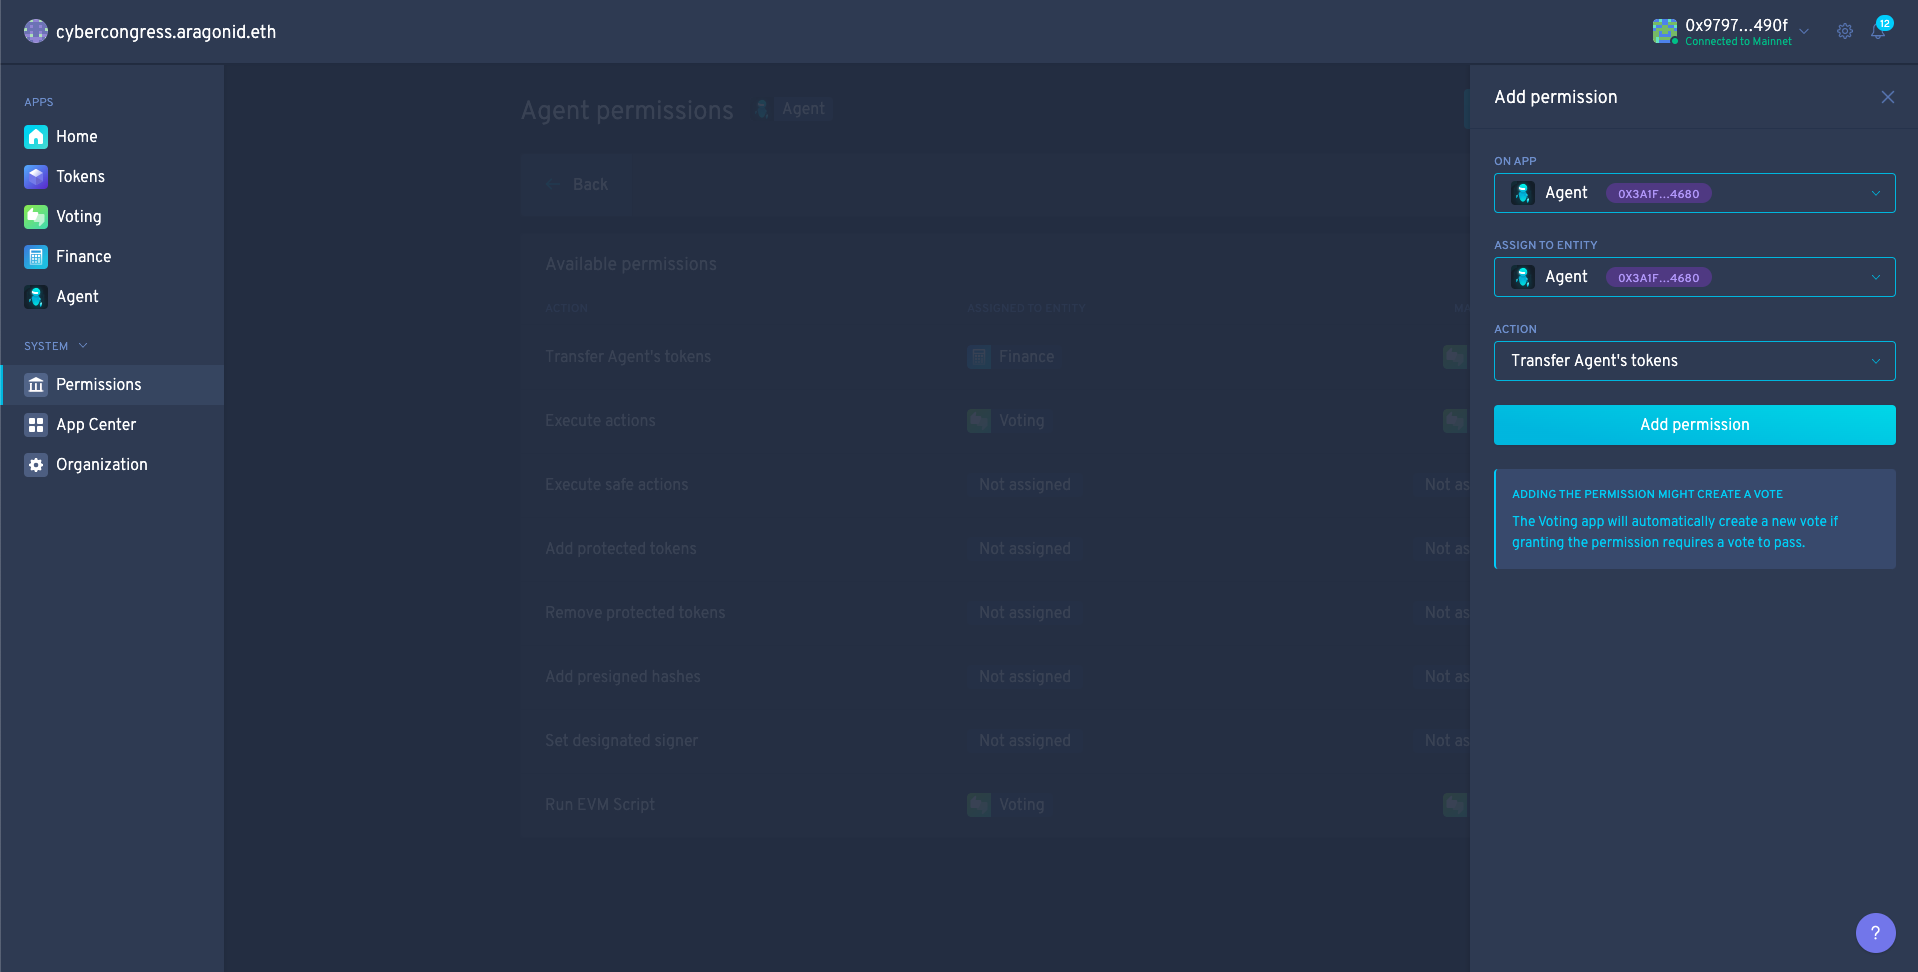 cybercongress.aragonid.eth
0x9797...490f
Connected to Mainnet
12
APPS
Home
Tokens
Voting
Finance
Agent
SYSTEM
Permissions
App Center
Organization
Agent permissions Agent
Back
Available permissions
ACTION ASSIGNED TO ENTITY MA
Transfer Agent's tokens Finance
Execute actions Voting
Execute safe actions Not assigned Not as
Add protected tokens Not assigned Not as
Remove protected tokens Not assigned Not as
Add presigned hashes Not assigned Not as
Set designated signer Not assigned Not as
Run EVM Script Voting
Add permission
ON APP
Agent 0X3A1F...4680
ASSIGN TO ENTITY
Agent 0X3A1F...4680
ACTION
Transfer Agent's tokens
Add permission
ADDING THE PERMISSION MIGHT CREATE A VOTE
The Voting app will automatically create a new vote if
granting the permission requires a vote to pass.
?